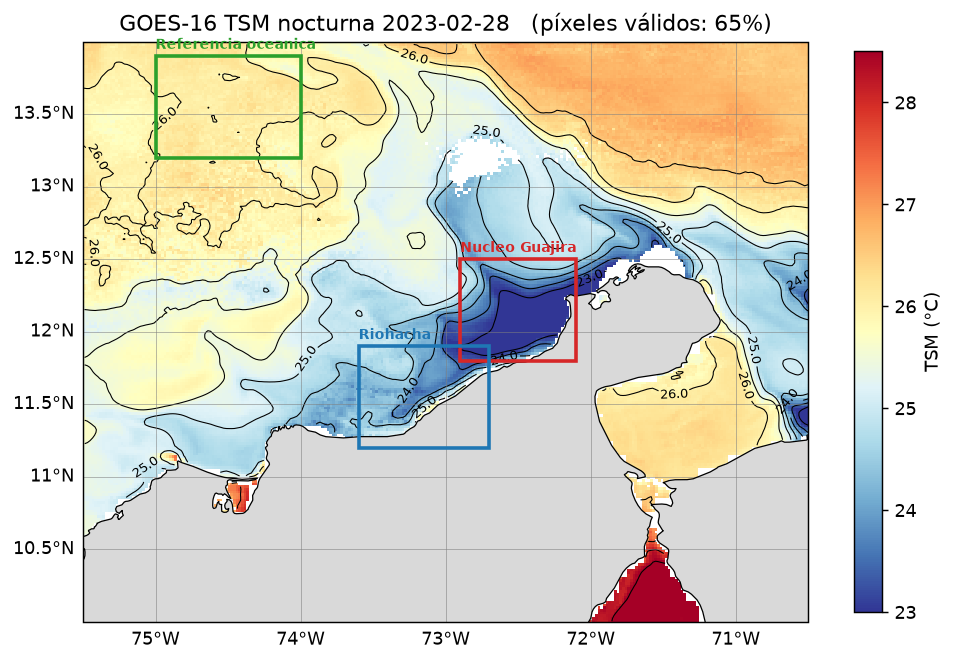 GOES-16 TSM nocturna 2023-02-28 (píxeles válidos: 65%)
Referencia oceanica
26.0
28
13.5°N
26.0
25.0
26.0
13°N
27
25.0
12.5°N
26.0
Nucleo Guajira
23.0
24.0
TSM (°C)
26
12°N
Riohacha
25.0
24.0
25.0
26.0
26.0
25
11.5°N
24.0
25.0
24.0
11°N
25.0
24
10.5°N
23
75°W
74°W
73°W
72°W
71°W